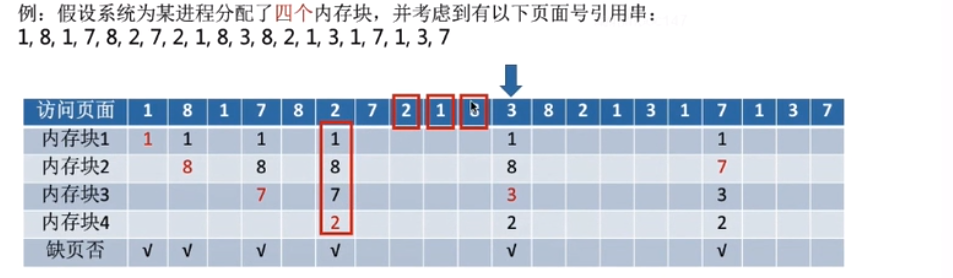 例：假设系统为某进程分配了四个内存块，并考虑到有以下页面号引用串：
1, 8, 1, 7, 8, 2, 7, 2, 1, 8, 3, 8, 2, 1, 3, 1, 7, 1, 3, 7
访问页面 1 8 1 7 8 2 7 2 1 8 3 8 2 1 3 1 7 1 3 7
内存块1 1 1 1 1 1 1
内存块2 8 8 8 8 7
内存块3 7 7 3 3
内存块4 2 2 2
缺页否 √ √ √ √ √ √